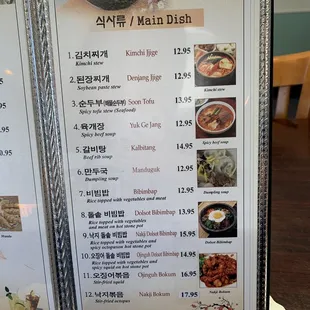 식사류 / Main Dish
1. 김치찌개 Kimchi Jjge 12.95
Kimchi stew
2. 된장찌개 Denjang Jjge 12.95
Soybean paste stew
3. 순두부 Soon Tofu 13.95
Spicy tofu stew (Seafood)
4. 육개장 Yuk Ge Jang 12.95
Spicy beef soup
5. 갈비탕 Kalbitang 14.95
Beef rib soup
6. 만두국 Manduguk 12.95
Dumpling soup
7. 비빔밥 Bibimbap 12.95
Rice topped with vegetables and meat
8. 돌솥 비빔밥 Dolsot Bibimbap 13.95
Rice topped with vegetables and meat on hot stone pot
9. 낙지 돌솥 비빔밥 Nakji Dolsot Bibimbap 15.95
Rice topped with vegetables and spicy octopus on hot stone pot
10. 오징어 돌솥 비빔밥 Ojinguh Dolsot Bibimbap 14.95
Rice topped with vegetables and spicy squid on hot stone pot
11. 오징어볶음 Ojinguh Bokum 16.95
Stir-fried squid
12. 낙지볶음 Nakji Bokum 17.95
Stir-fried octopus
Kimchi stew
Spicy beef soup
Dumpling soup
Dolsot Bibimbap
Nakji Bokum